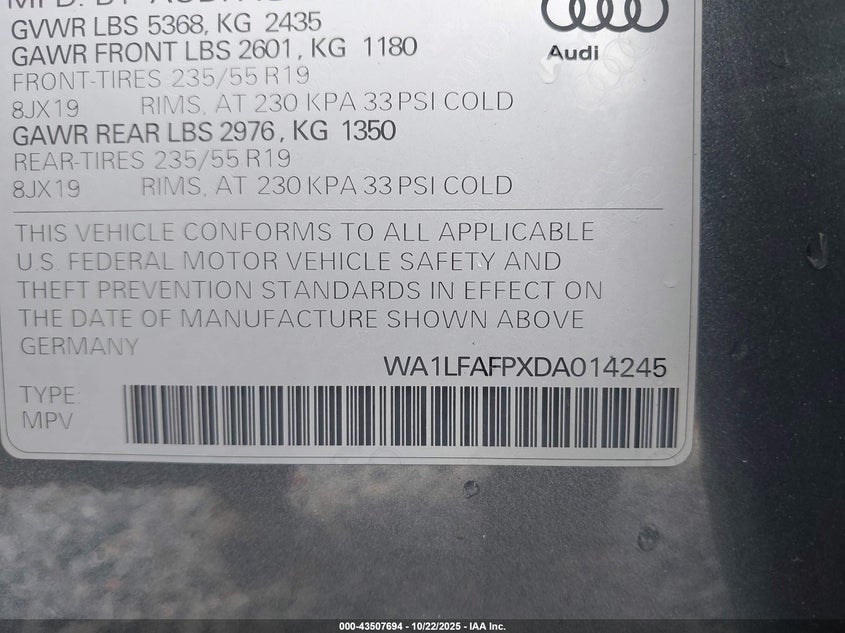 MFD. BY AUDI AG
GVWR LBS 5368, KG 2435
GAWR FRONT LBS 2601, KG 1180
FRONT-TIRES 235/55 R19
8JX19 RIMS, AT 230 KPA 33 PSI COLD
GAWR REAR LBS 2976, KG 1350
REAR-TIRES 235/55 R19
8JX19 RIMS, AT 230 KPA 33 PSI COLD
Audi
THIS VEHICLE CONFORMS TO ALL APPLICABLE
U.S. FEDERAL MOTOR VEHICLE SAFETY AND
THEFT PREVENTION STANDARDS IN EFFECT ON
THE DATE OF MANUFACTURE SHOWN ABOVE
GERMANY
WA1LFAFPXDA014245
TYPE:
MPV
000-43507694 - 10/22/2025 - IAA Inc.